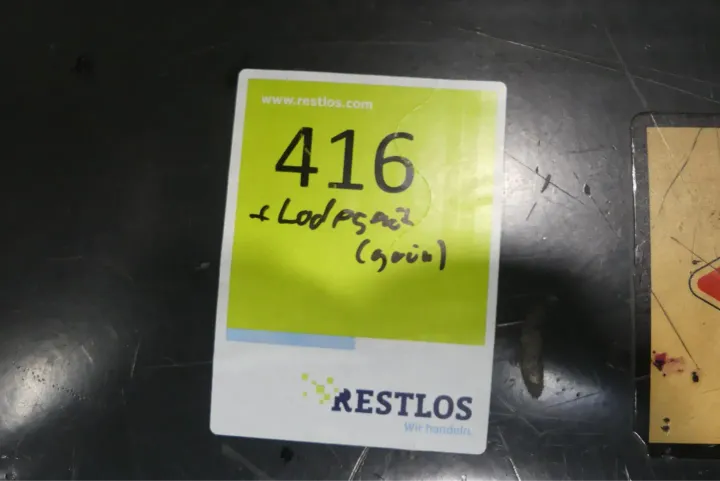 www.restlos.com
416
+ Ladegerät
(grün)
RESTLOS
Wir handeln.